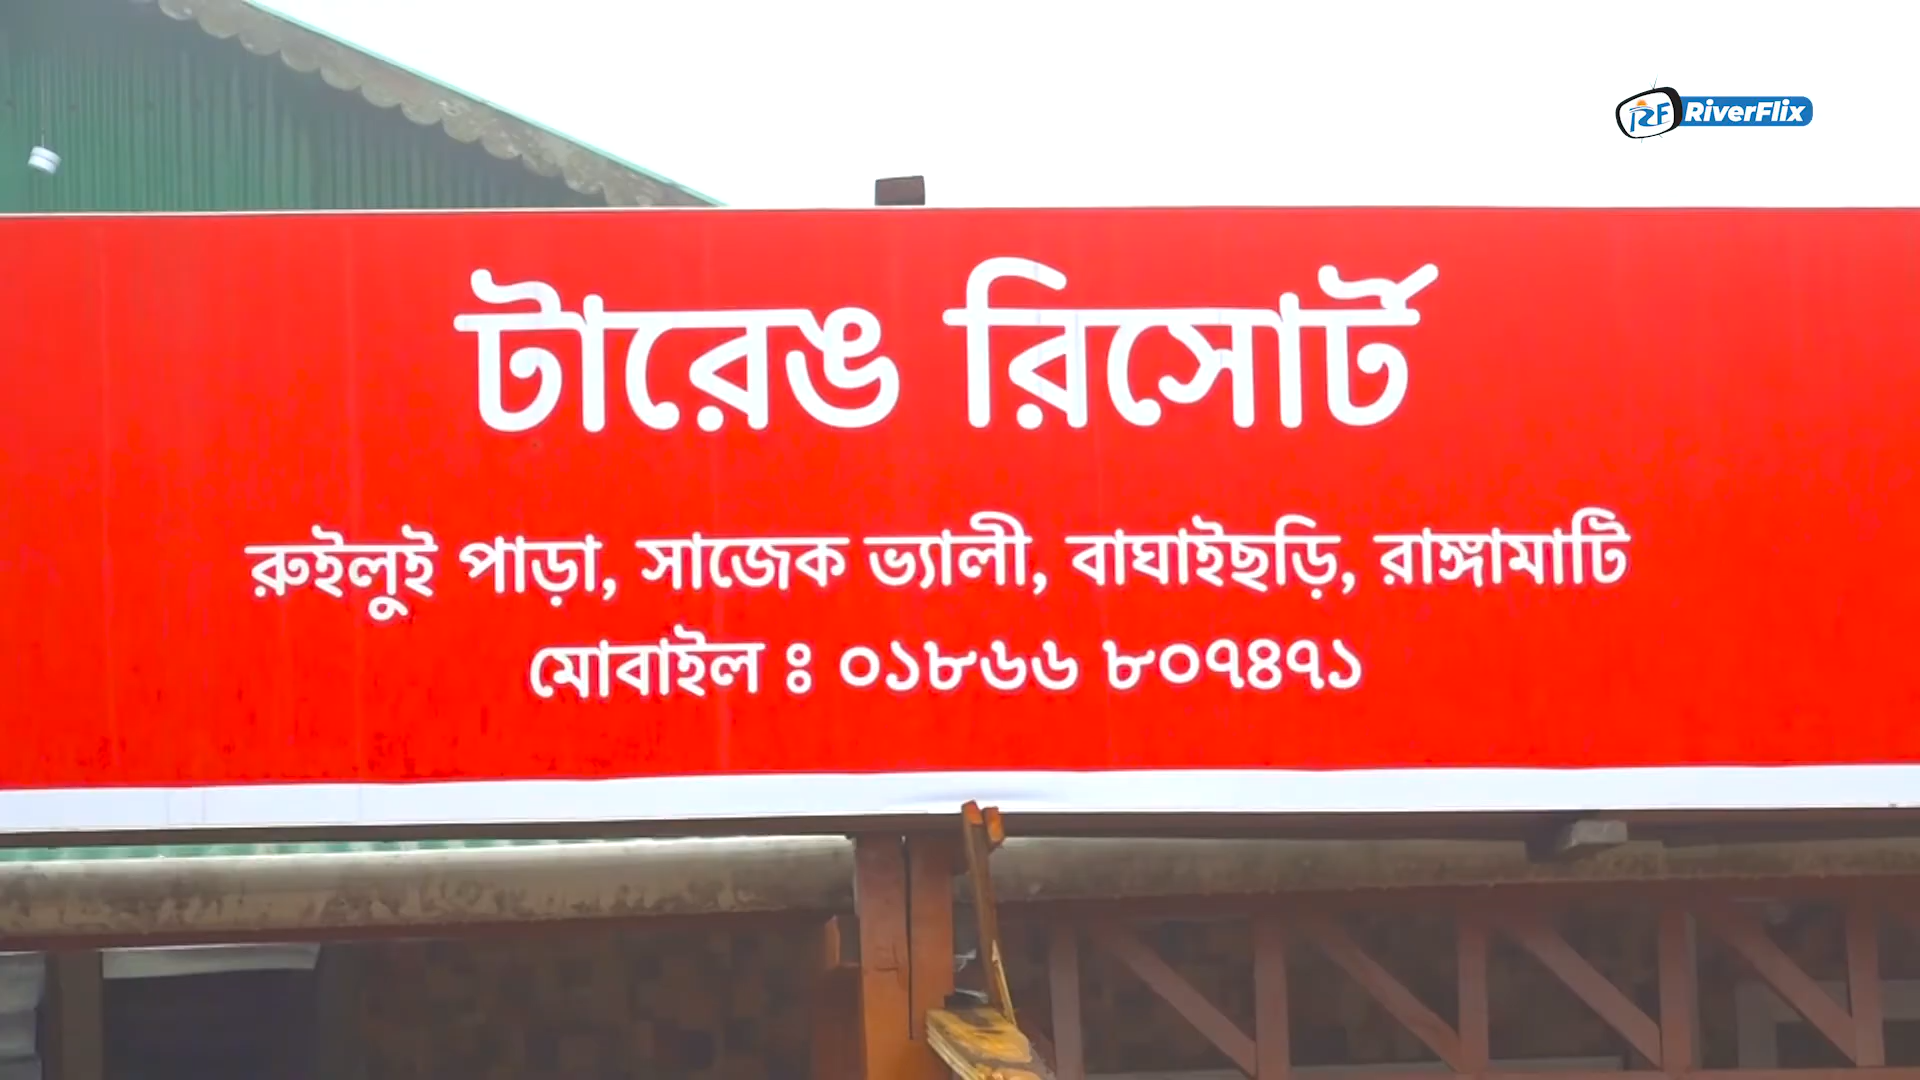 RiverFlix
টারেঙ রিসোর্ট
রুইলুই পাড়া, সাজেক ভ্যালী, বাঘাইছড়ি, রাঙ্গামাটি
মোবাইল ঃ ০১৮৬৬ ৮০৭৪৭১